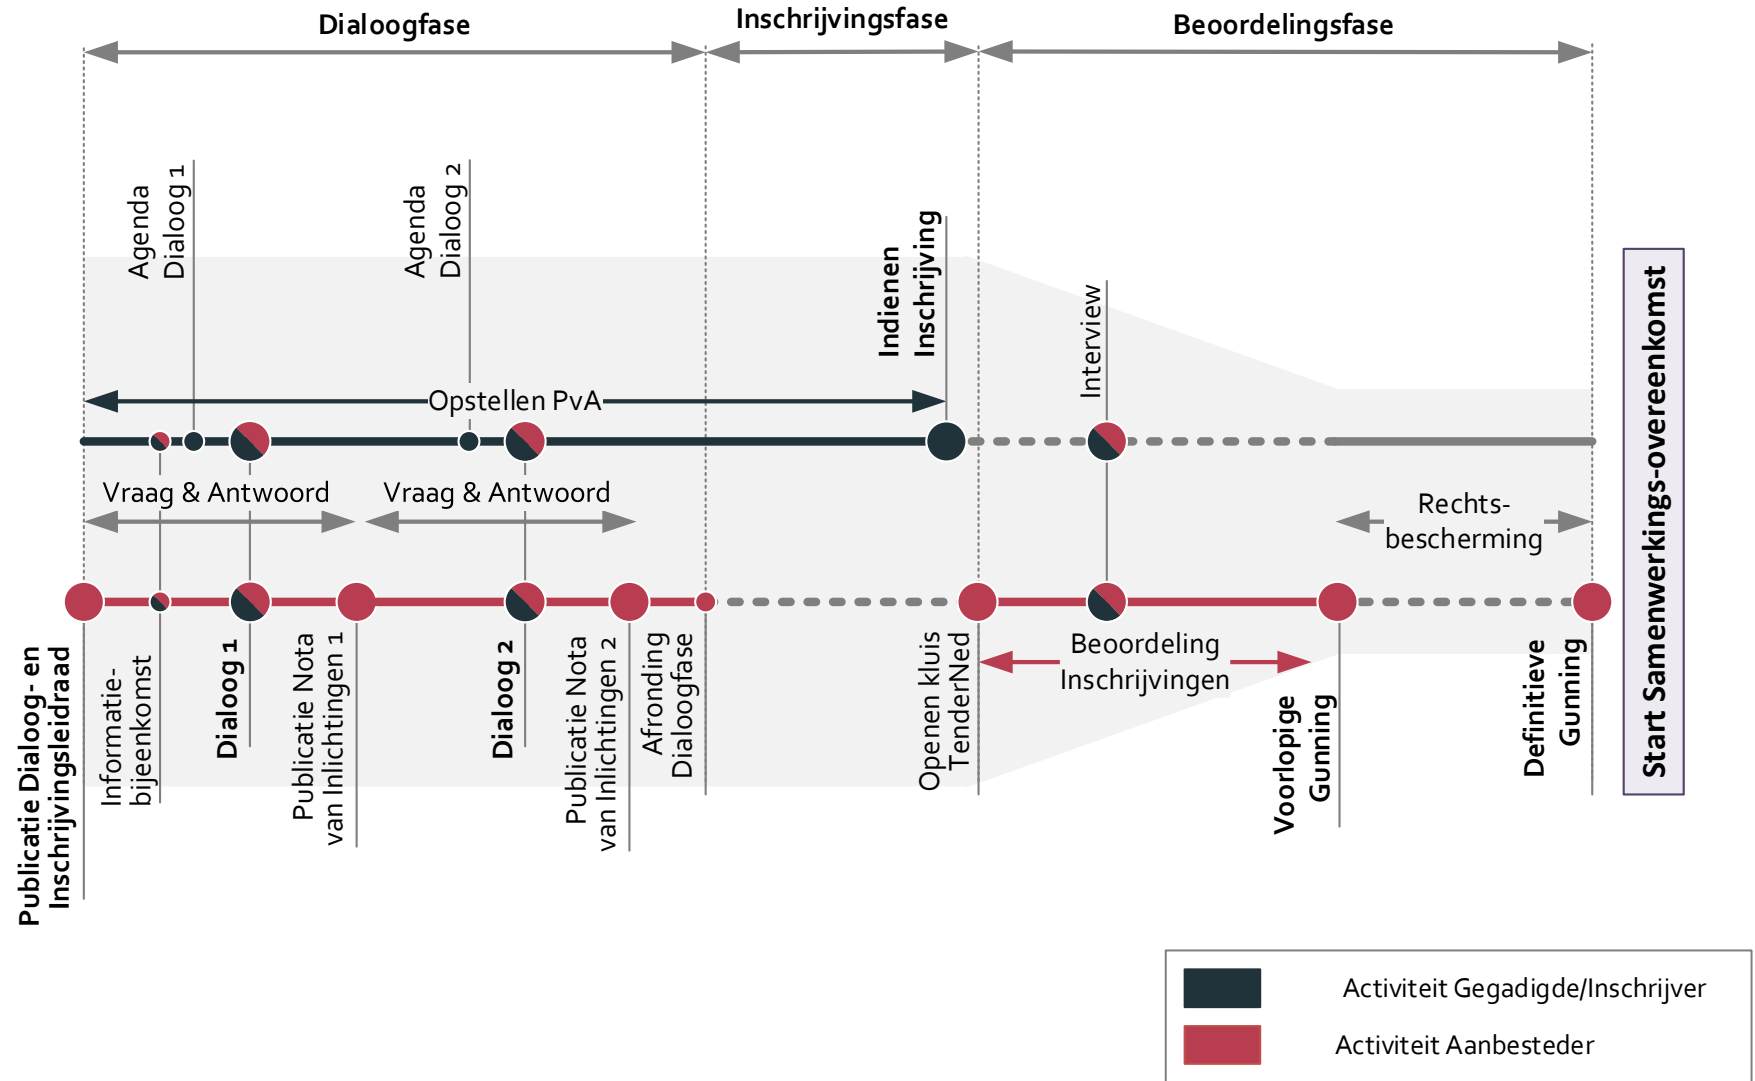 Dialoogfase
Inschrijvingsfase
Beoordelingsfase
Agenda
Dialoog 1
Agenda
Dialoog 2
Indienen
Inschrijving
Interview
Opstellen PvA
Vraag & Antwoord
Vraag & Antwoord
Rechts-
bescherming
Publicatie Dialoog- en
Inschrijvingsleidraad
Informatie-
bijeenkomst
Dialoog 1
Publicatie Nota
van Inlichtingen 1
Dialoog 2
Publicatie Nota
van Inlichtingen 2
Afronding
Dialoogfase
Openen kluis
TenderNed
Beoordeling
Inschrijvingen
Voorlopige
Gunning
Definitieve
Gunning
Start Samenwerkings-overeenkomst
Activiteit Gegadigde/Inschrijver
Activiteit Aanbesteder